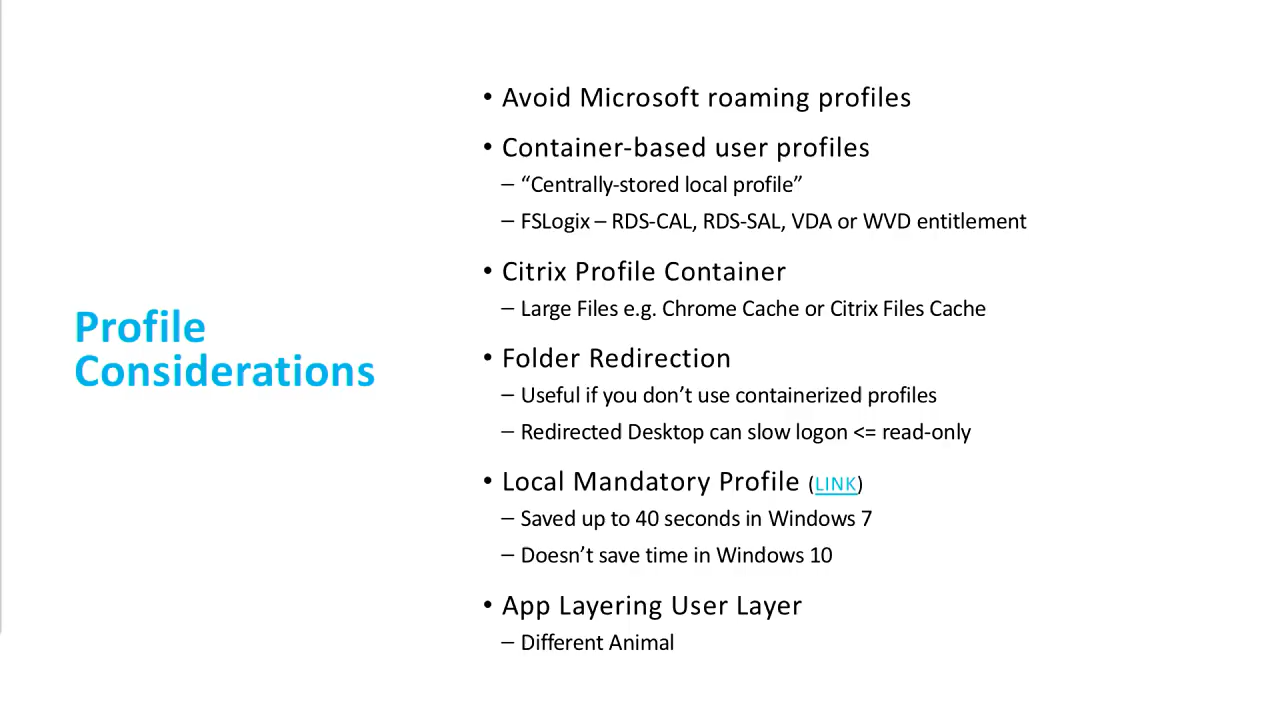 Profile
Considerations
• Avoid Microsoft roaming profiles
• Container-based user profiles
– “Centrally-stored local profile”
– FSLogix – RDS-CAL, RDS-SAL, VDA or WVD entitlement
• Citrix Profile Container
– Large Files e.g. Chrome Cache or Citrix Files Cache
• Folder Redirection
– Useful if you don’t use containerized profiles
– Redirected Desktop can slow logon <= read-only
• Local Mandatory Profile (LINK)
– Saved up to 40 seconds in Windows 7
– Doesn’t save time in Windows 10
• App Layering User Layer
– Different Animal